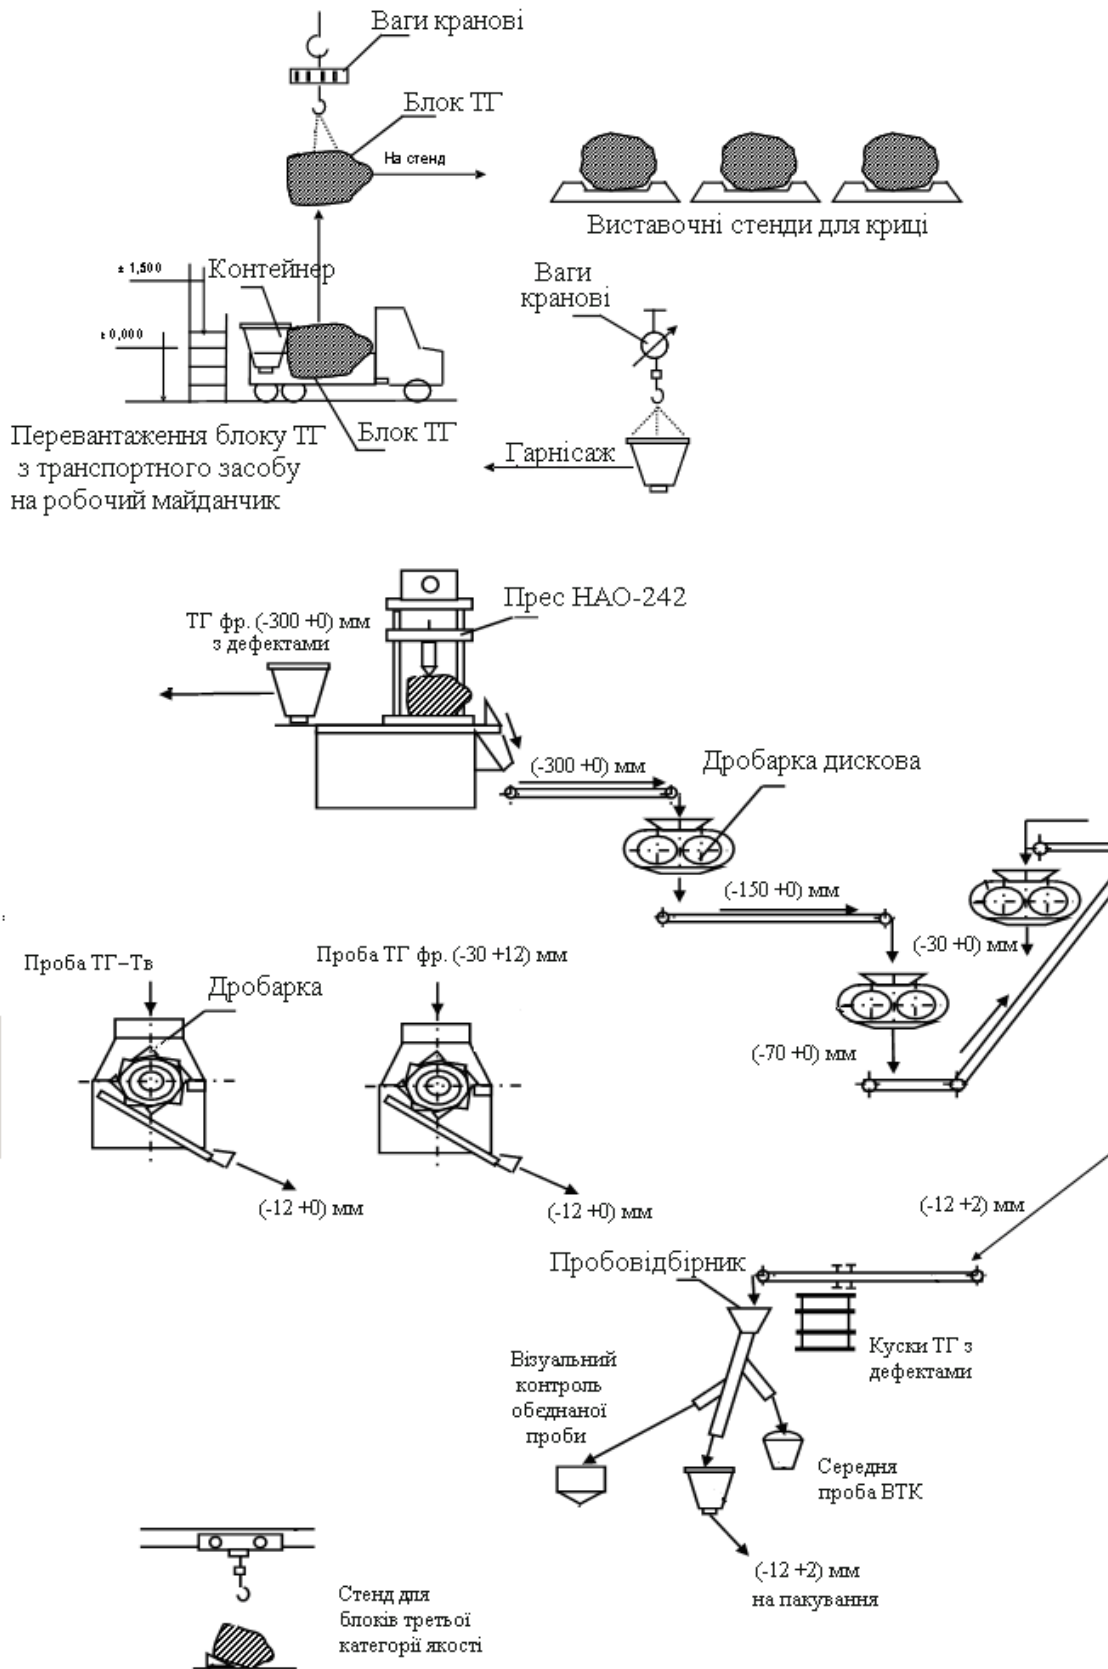 Ваги кранові
Блок ТГ
На стенд
Виставочні стенди для криці
± 1,500
Контейнер
± 0,000
Ваги
кранові
Перевантаження блоку ТГ
з транспортного засобу
на робочий майданчик
Блок ТГ
Гарнісаж
Прес НАО-242
ТГ фр. (-300 +0) мм
з дефектами
(-300 +0) мм
Дробарка дискова
(-150 +0) мм
(-30 +0) мм
Проба ТГ–Тв
Проба ТГ фр. (-30 +12) мм
Дробарка
(-70 +0) мм
(-12 +0) мм
(-12 +0) мм
(-12 +2) мм
Пробовідбірник
Куски ТГ з
дефектами
Візуальний
контроль
обєднаної
проби
Середня
проба ВТК
(-12 +2) мм
на пакування
Стенд для
блоків третьої
категорії якості